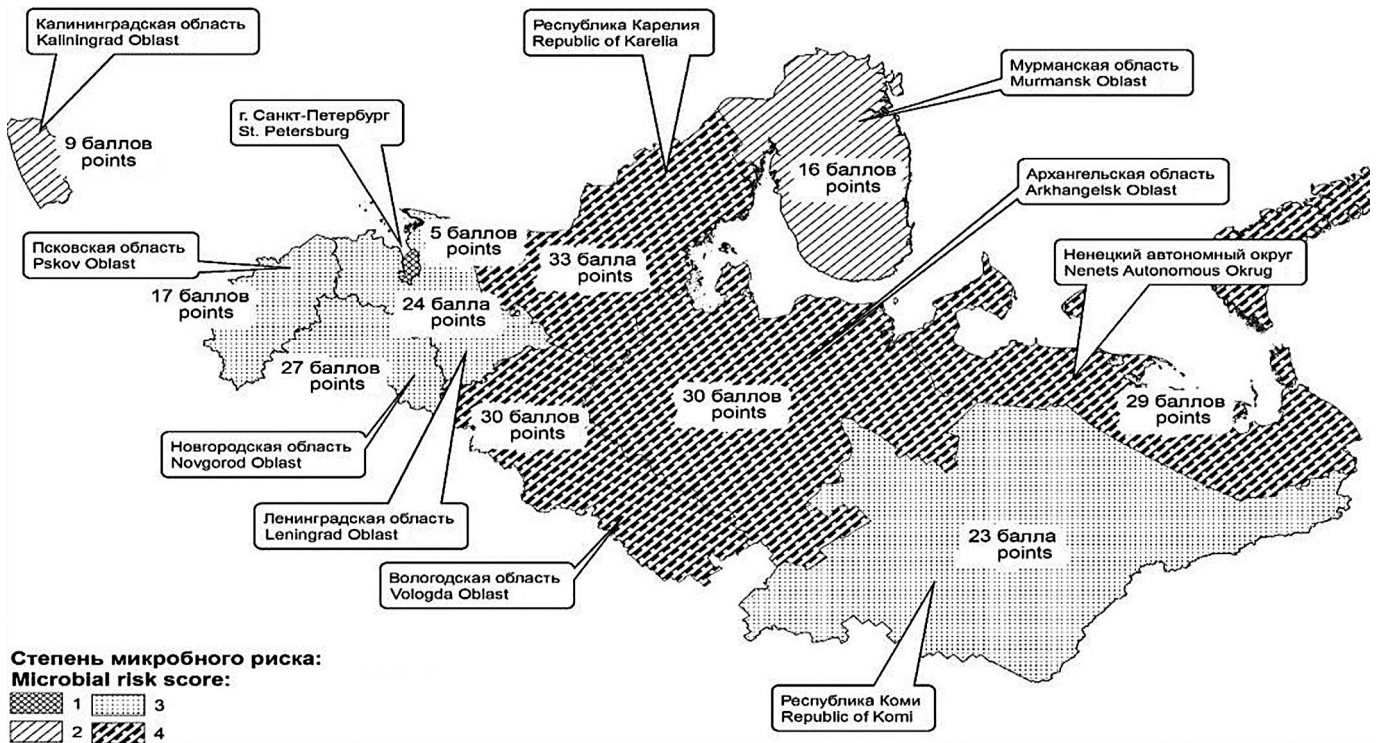 Калининградская область
Kaliningrad Oblast
Республика Карелия
Republic of Karelia
Мурманская область
Murmansk Oblast
г. Санкт-Петербург
St. Petersburg
9 баллов
points
16 баллов
points
Архангельская область
Arkhangelsk Oblast
Псковская область
Pskov Oblast
5 баллов
points
33 балла
points
Ненецкий автономный округ
Nenets Autonomous Okrug
17 баллов
points
24 балла
points
27 баллов
points
30 баллов
points
30 баллов
points
29 баллов
points
Новгородская область
Novgorod Oblast
Ленинградская область
Leningrad Oblast
23 балла
points
Вологодская область
Vologda Oblast
Республика Коми
Republic of Komi
Степень микробного риска:
Microbial risk score:
1 3
2 4